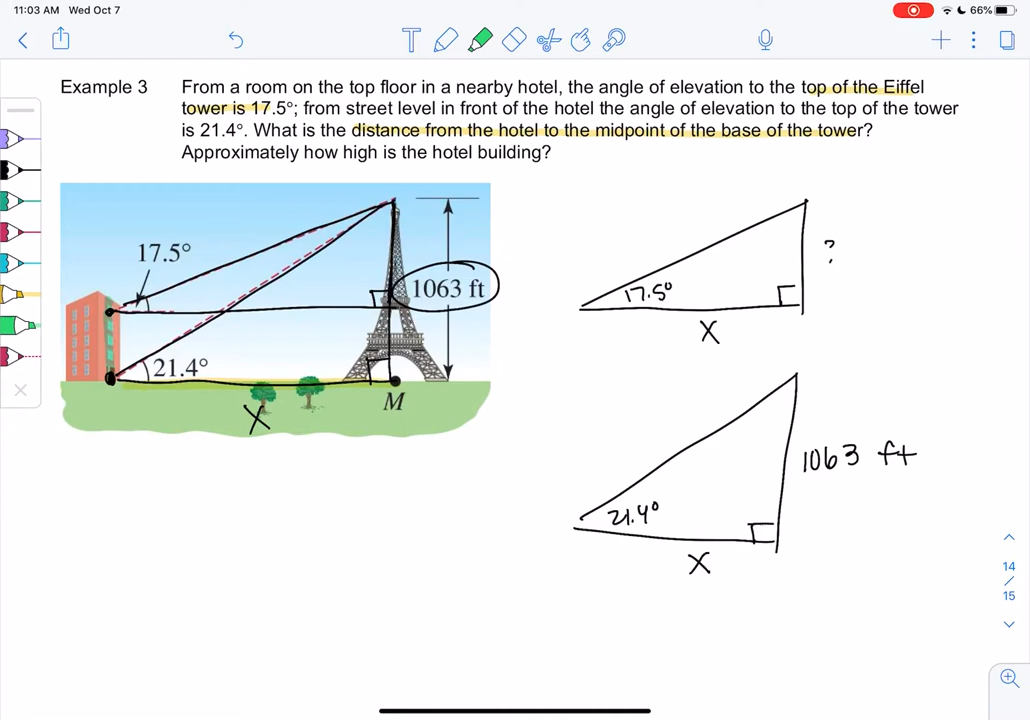 11:03 AM Wed Oct 7
66%
T
Example 3 From a room on the top floor in a nearby hotel, the angle of elevation to the top of the Eiffel
tower is 17.5°; from street level in front of the hotel the angle of elevation to the top of the tower
is 21.4°. What is the distance from the hotel to the midpoint of the base of the tower?
Approximately how high is the hotel building?
17.5°
1063 ft
21.4°
M
X
17.5°
?
X
21.4°
1063 ft
X
14
/
15